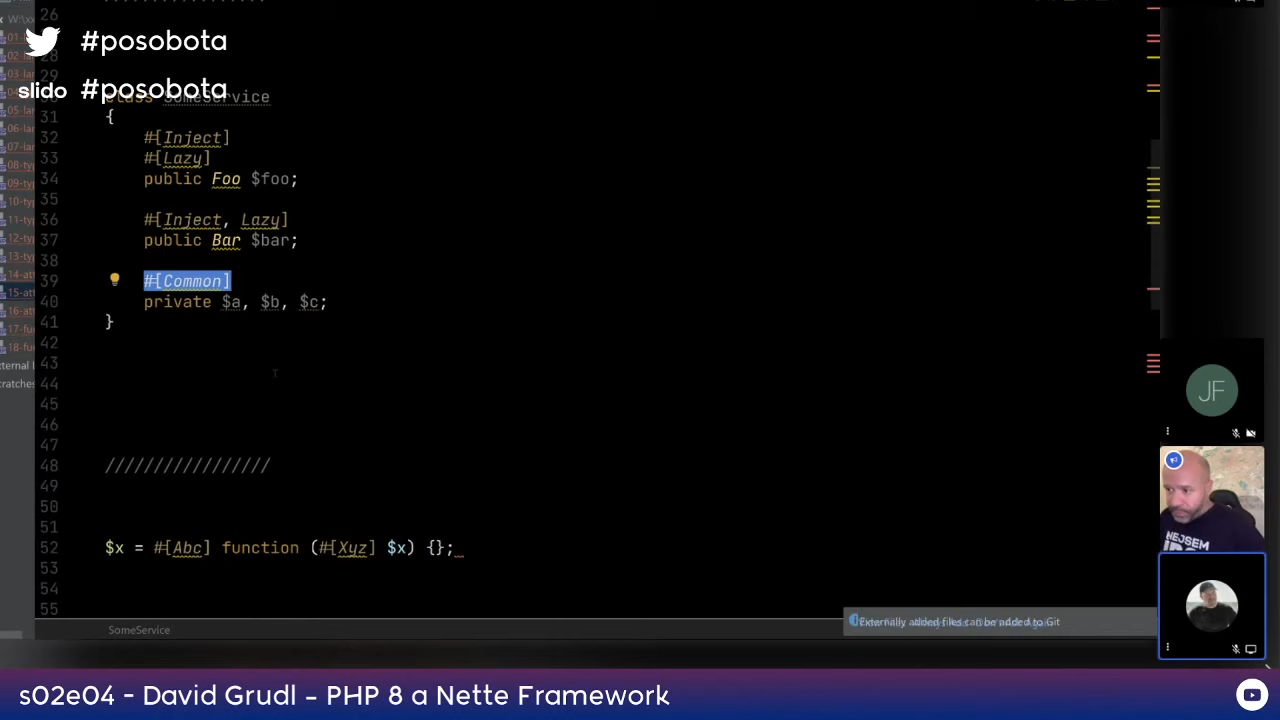 #posobota
slido #posobota
W:\xo
26
28
29
class SomeService
31 {
32 #[Inject]
33 #[Lazy]
34 public Foo $foo;
35
36 #[Inject, Lazy]
37 public Bar $bar;
38
39 #[Common]
40 private $a, $b, $c;
41 }
42
43
44
45
46
47
48 /////////////////
49
50
51
52 $x = #[Abc] function (#[Xyz] $x) {};
53
54
55
JF
NEJSEM
Externally added files can be added to Git
SomeService
s02e04 - David Grudl - PHP 8 a Nette Framework